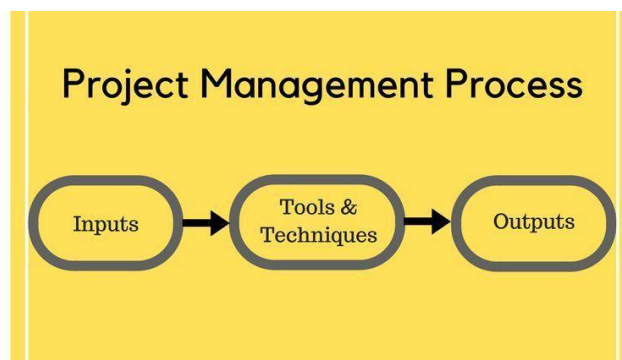 Project Management Process
Inputs
Tools &
Techniques
Outputs